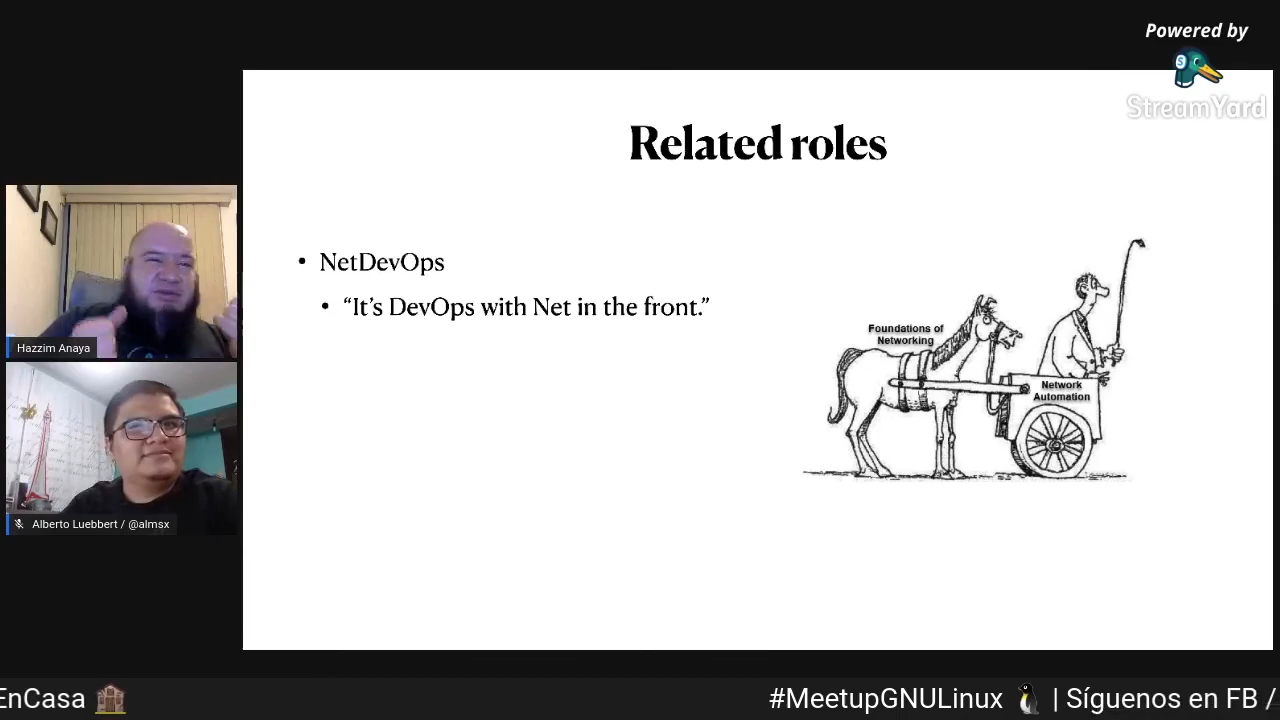 Powered by
StreamYard
Related roles
• NetDevOps
• “It’s DevOps with Net in the front.”
Foundations of
Networking
Network
Automation
Hazzim Anaya
Alberto Luebbert / @almsx
EnCasa 🏚️ #MeetupGNULinux 🐧 | Síguenos en FB /